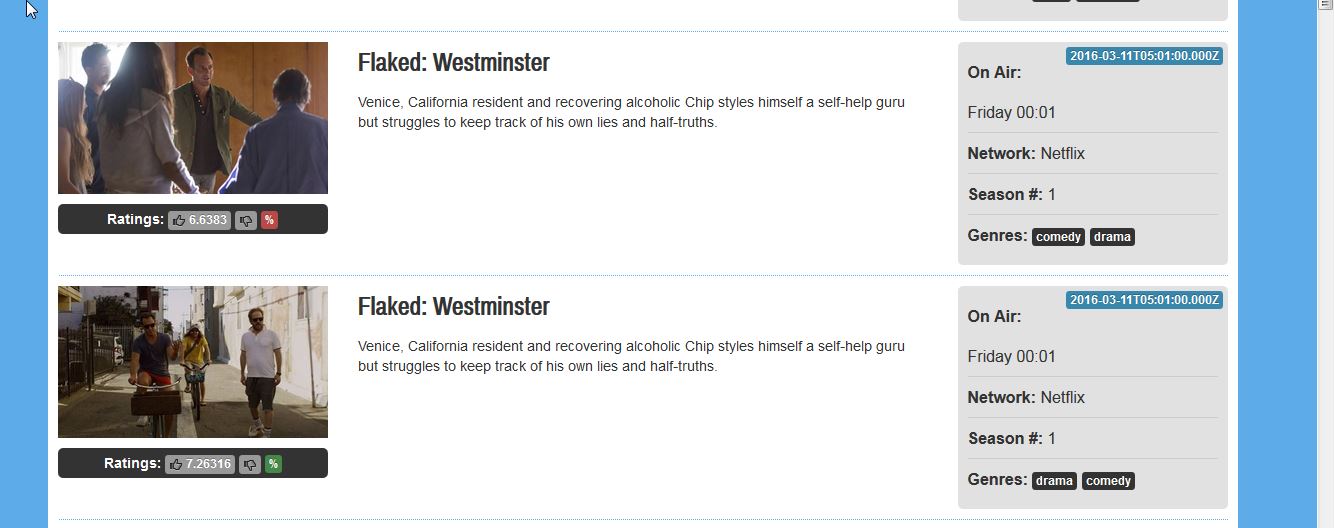 Flaked: Westminster
Venice, California resident and recovering alcoholic Chip styles himself a self-help guru
but struggles to keep track of his own lies and half-truths.
Ratings: 6.6383 %
2016-03-11T05:01:00.000Z
On Air:
Friday 00:01
Network: Netflix
Season #: 1
Genres: comedy drama
Flaked: Westminster
Venice, California resident and recovering alcoholic Chip styles himself a self-help guru
but struggles to keep track of his own lies and half-truths.
Ratings: 7.26316 %
2016-03-11T05:01:00.000Z
On Air:
Friday 00:01
Network: Netflix
Season #: 1
Genres: drama comedy